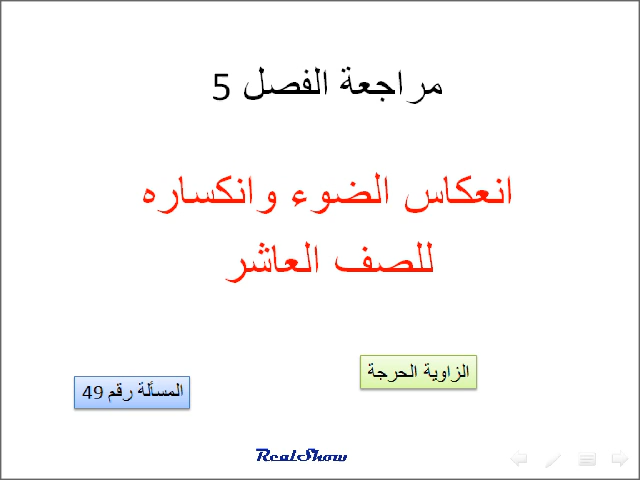 مراجعة الفصل 5
انعكاس الضوء وانكساره
للصف العاشر
الزاوية الحرجة
المسألة رقم 49
RealShow